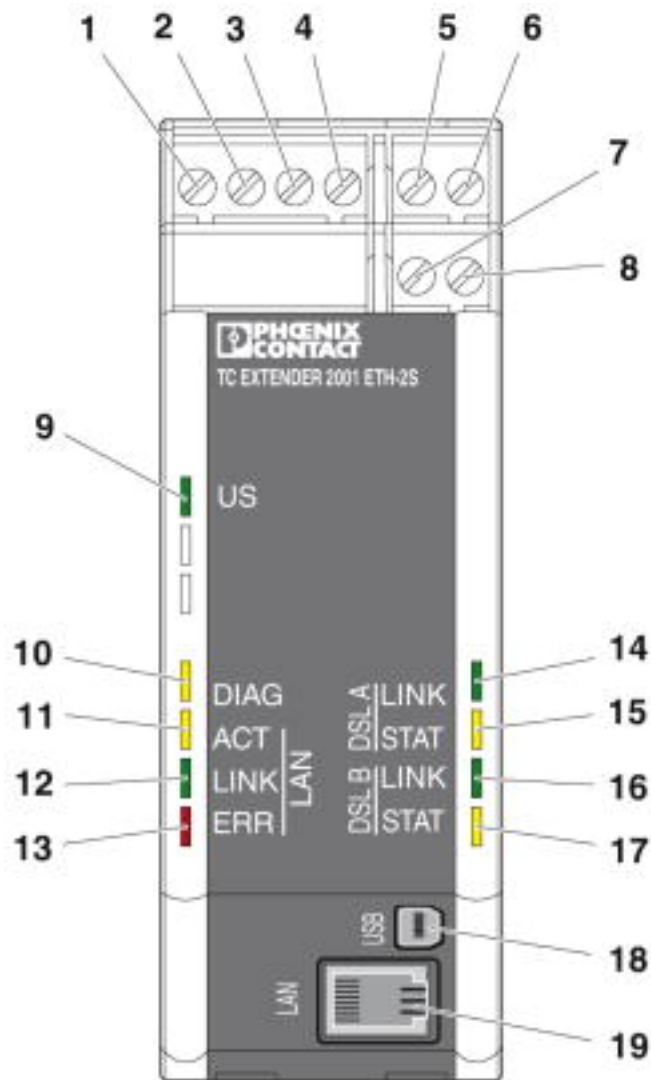 1 2 3 4 5 6
7
8
PHŒNIX
CONTACT
TC EXTENDER 2001 ETH-2S
9
US
10
DIAG
LINK
14
11
ACT
DSL A
STAT
15
12
LINK
LAN
DSL B
LINK
16
13
ERR
STAT
17
USB
18
LAN
19